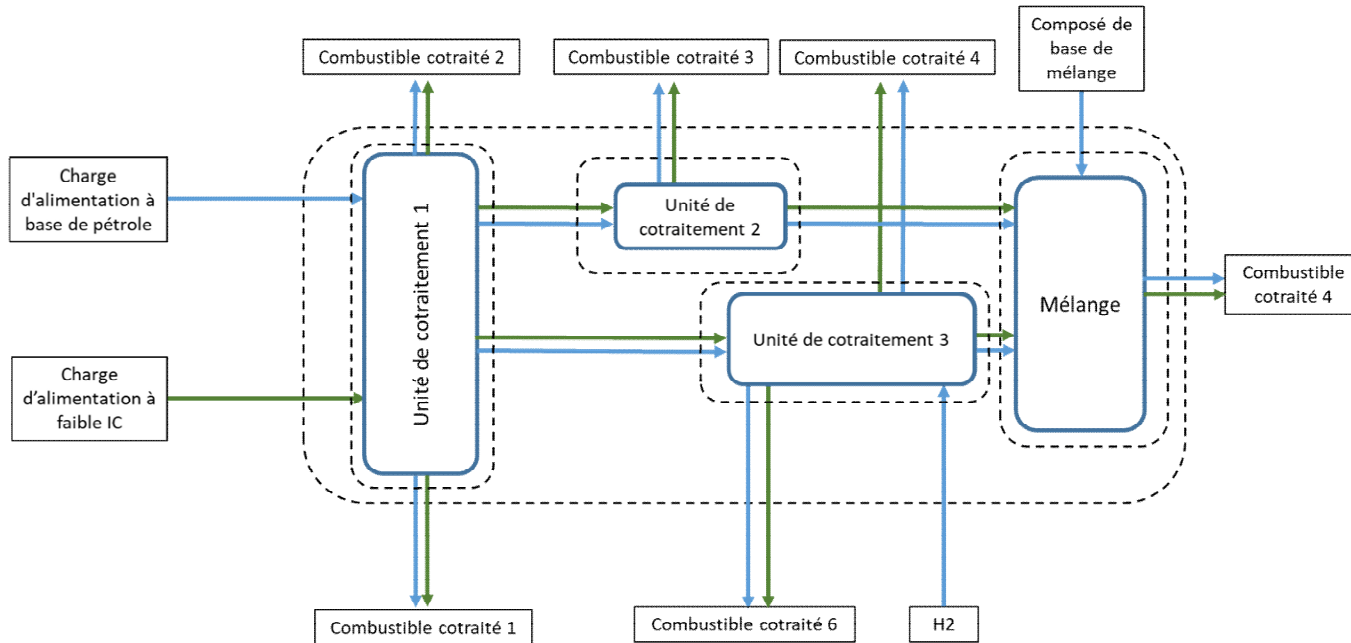 Combustible cotraité 2
Combustible cotraité 3
Combustible cotraité 4
Composé de
base de
mélange
Charge
d'alimentation à
base de pétrole
Unité de cotraitement 1
Unité de
cotraitement 2
Unité de cotraitement 3
Mélange
Combustible
cotraité 4
Charge
d’alimentation à
faible IC
Combustible cotraité 1
Combustible cotraité 6
H2